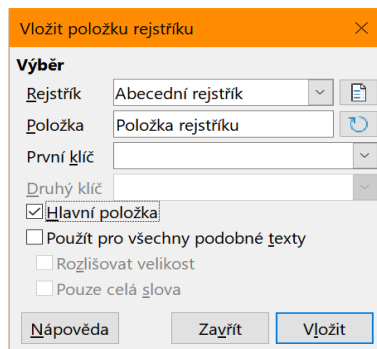 Vložit položku rejstříku
Výběr
Rejstřík Abecední rejstřík
Položka Položka rejstříku
První klíč
Druhý klíč
Hlavní položka
Použít pro všechny podobné texty
Rozlišovat velikost
Pouze celá slova
Nápověda Zavřít Vložit